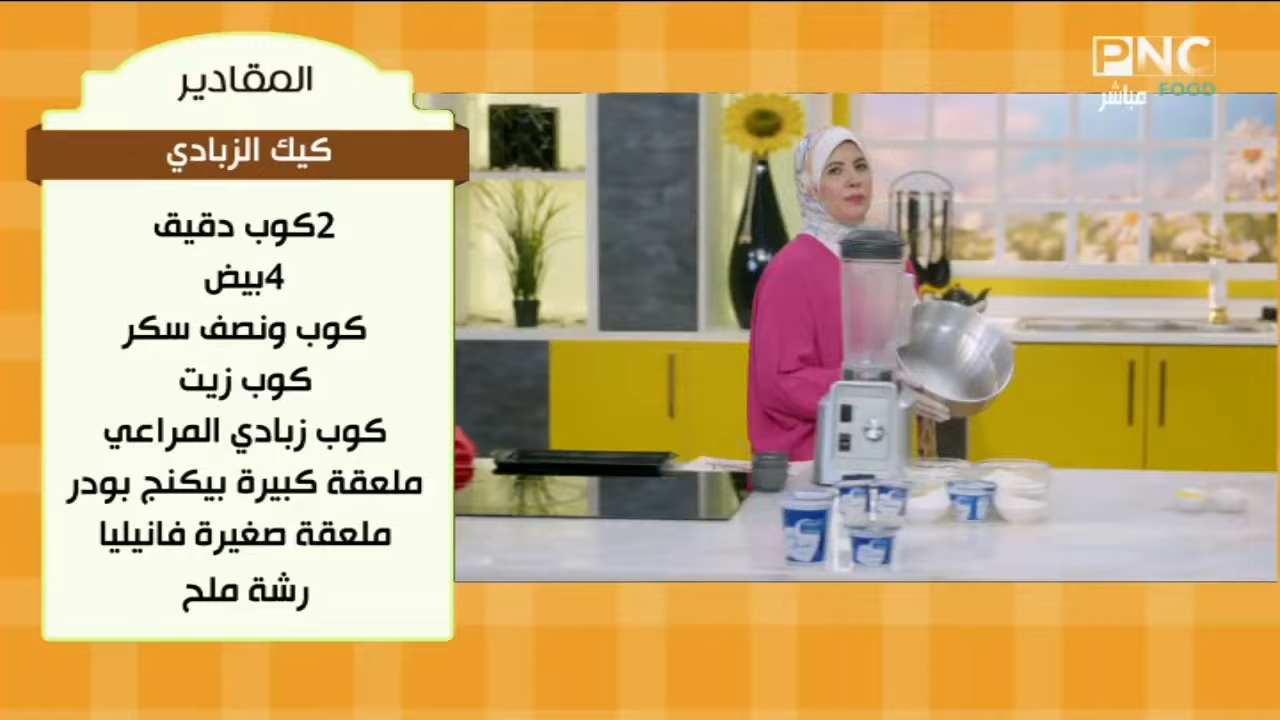 المقادير
كيك الزبادي
2كوب دقيق
4بيض
كوب ونصف سكر
كوب زيت
كوب زبادي المراعي
ملعقة كبيرة بيكنج بودر
ملعقة صغيرة فانيليا
رشة ملح
PNC
FOOD
مباشر